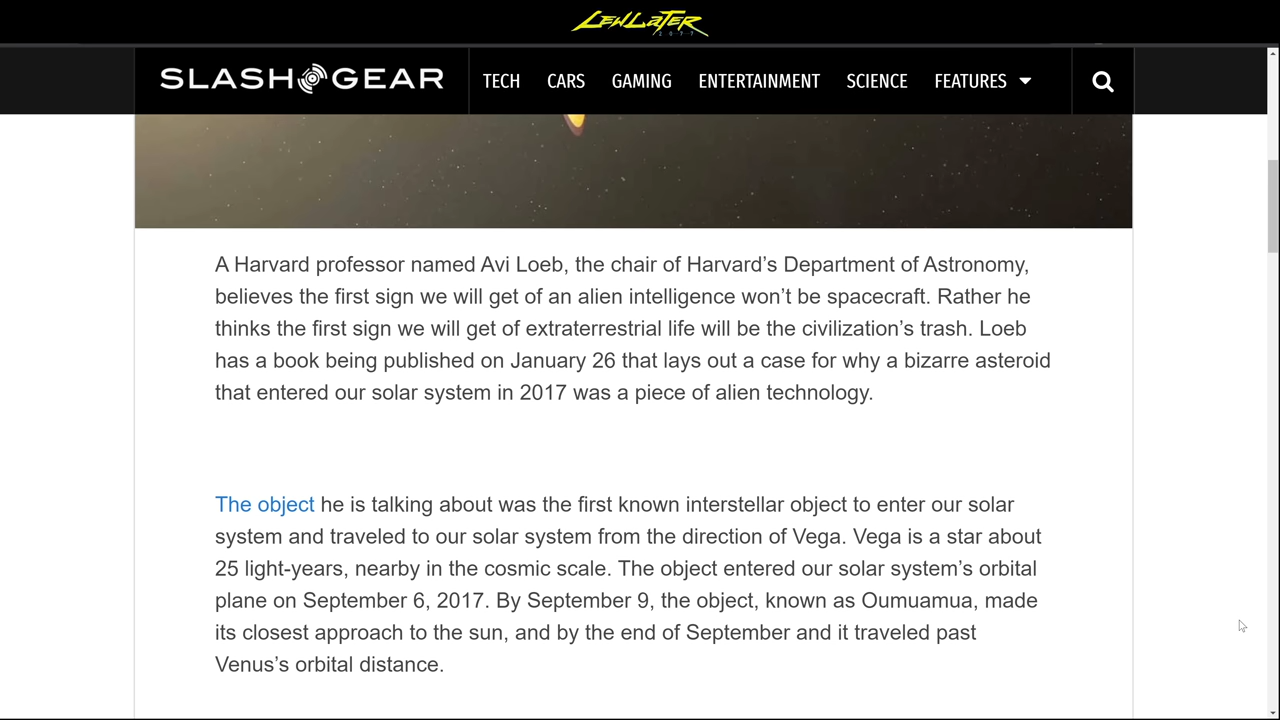 LEWLATER
2077
SLASHGEAR
TECH CARS GAMING ENTERTAINMENT SCIENCE FEATURES
A Harvard professor named Avi Loeb, the chair of Harvard’s Department of Astronomy,
believes the first sign we will get of an alien intelligence won’t be spacecraft. Rather he
thinks the first sign we will get of extraterrestrial life will be the civilization’s trash. Loeb
has a book being published on January 26 that lays out a case for why a bizarre asteroid
that entered our solar system in 2017 was a piece of alien technology.
The object he is talking about was the first known interstellar object to enter our solar
system and traveled to our solar system from the direction of Vega. Vega is a star about
25 light-years, nearby in the cosmic scale. The object entered our solar system’s orbital
plane on September 6, 2017. By September 9, the object, known as Oumuamua, made
its closest approach to the sun, and by the end of September and it traveled past
Venus’s orbital distance.